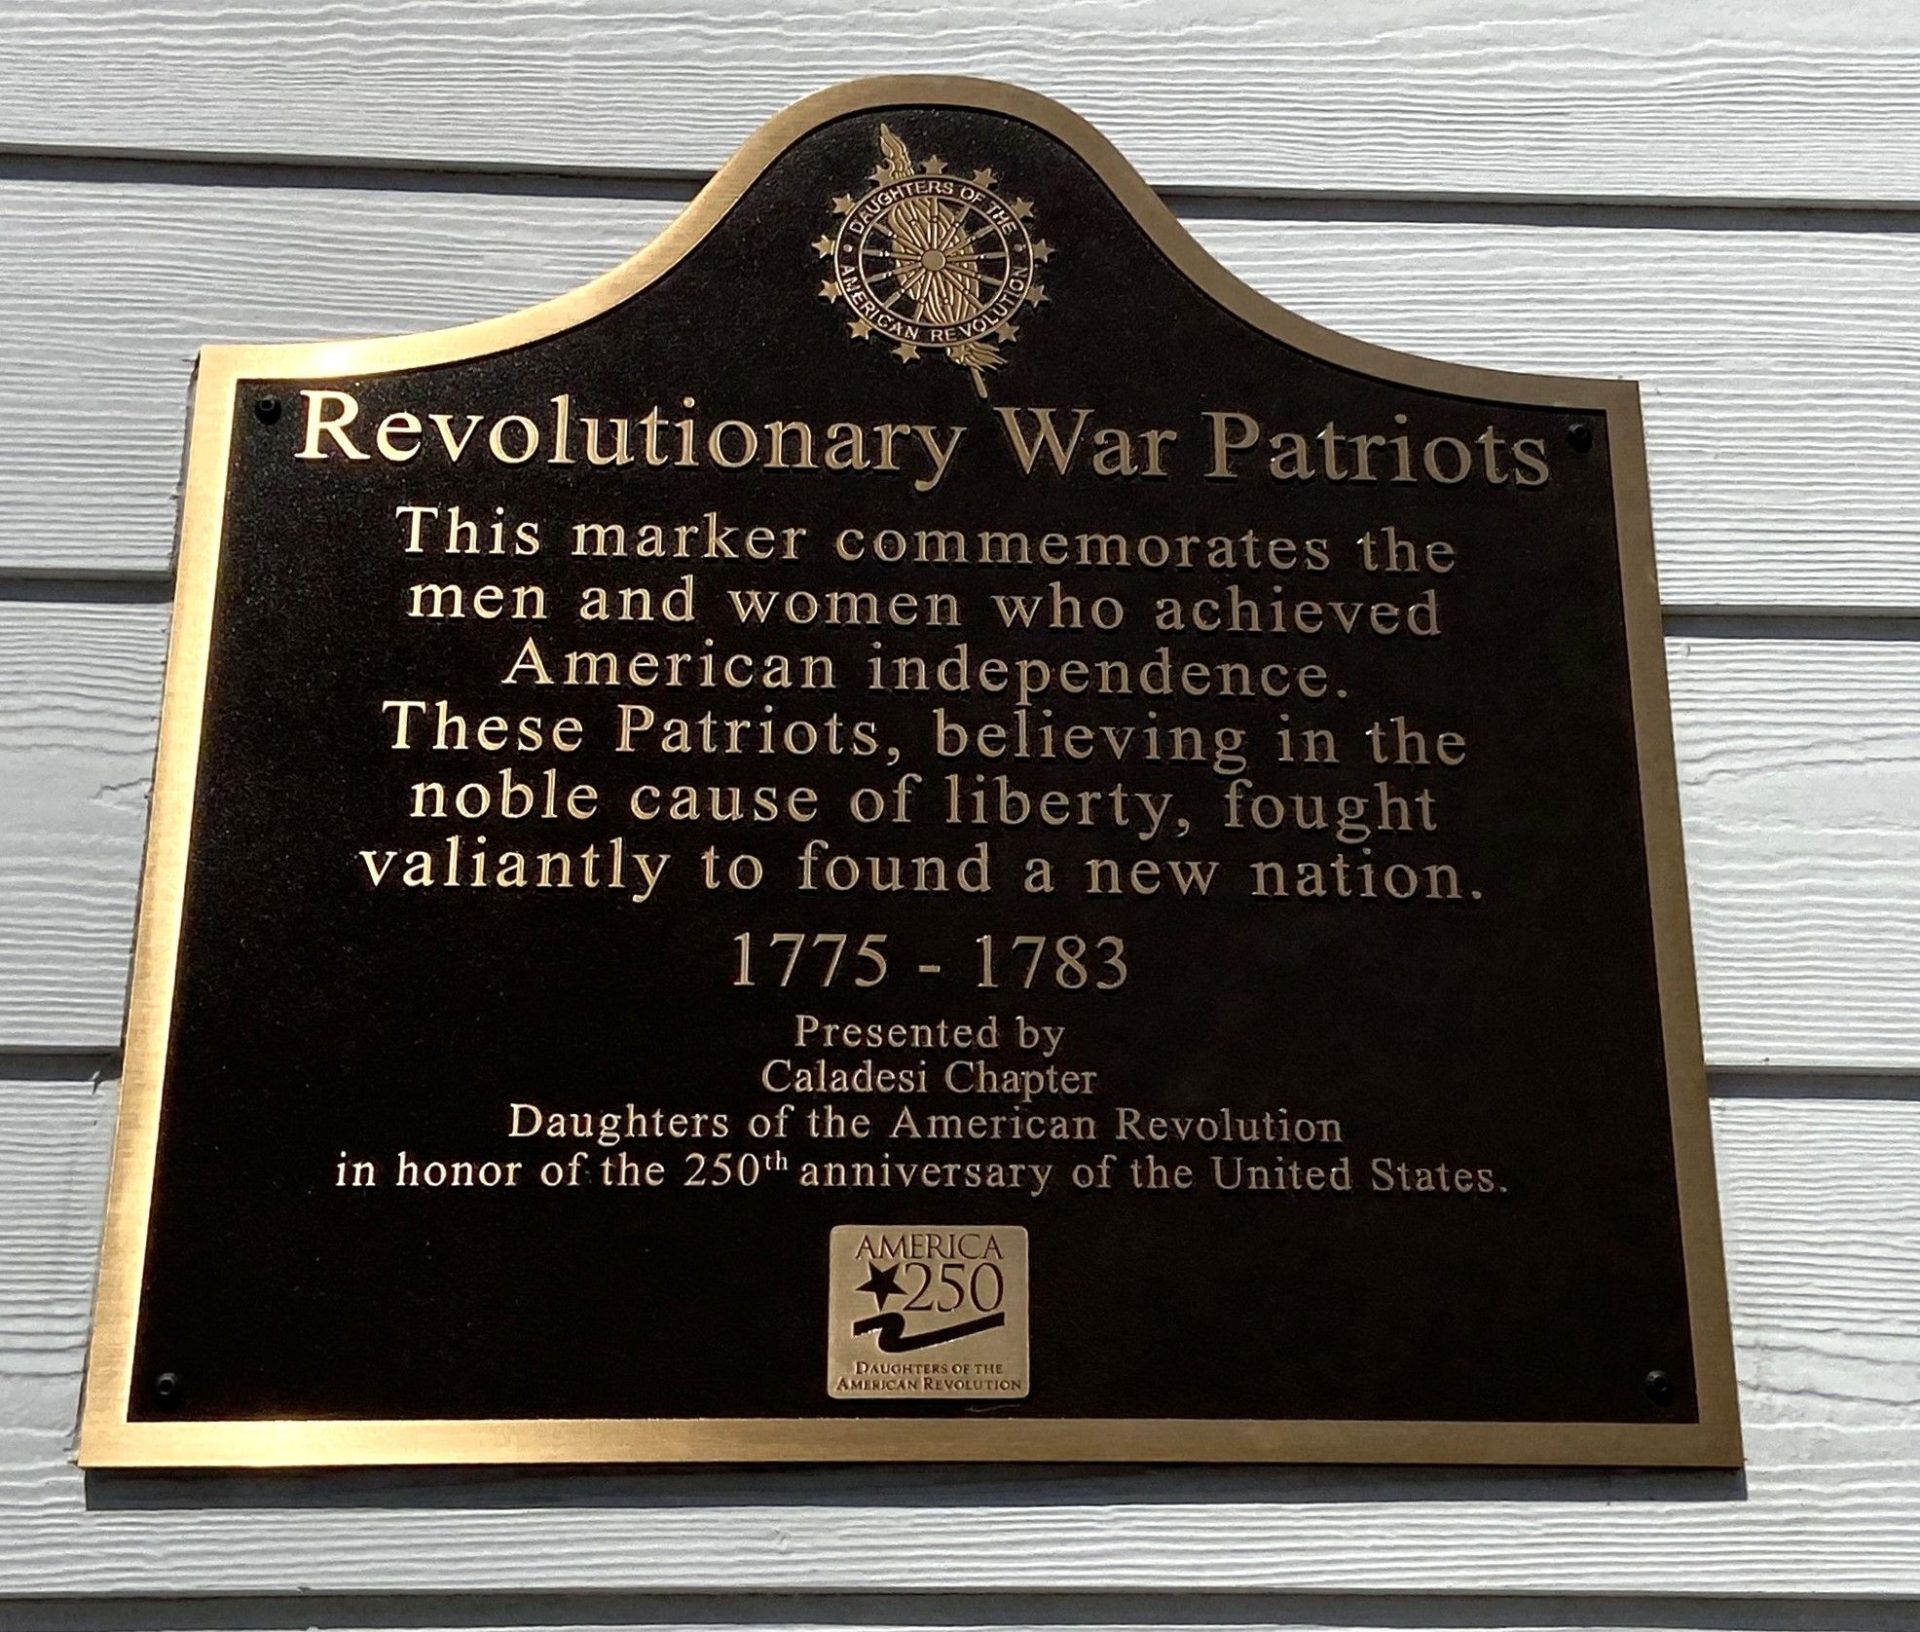 DAUGHTERS OF THE
AMERICAN REVOLUTION
Revolutionary War Patriots
This marker commemorates the
men and women who achieved
American independence.
These Patriots, believing in the
noble cause of liberty, fought
valiantly to found a new nation.
1775 - 1783
Presented by
Caladesi Chapter
Daughters of the American Revolution
in honor of the 250th anniversary of the United States.
AMERICA
250
DAUGHTERS OF THE
AMERICAN REVOLUTION